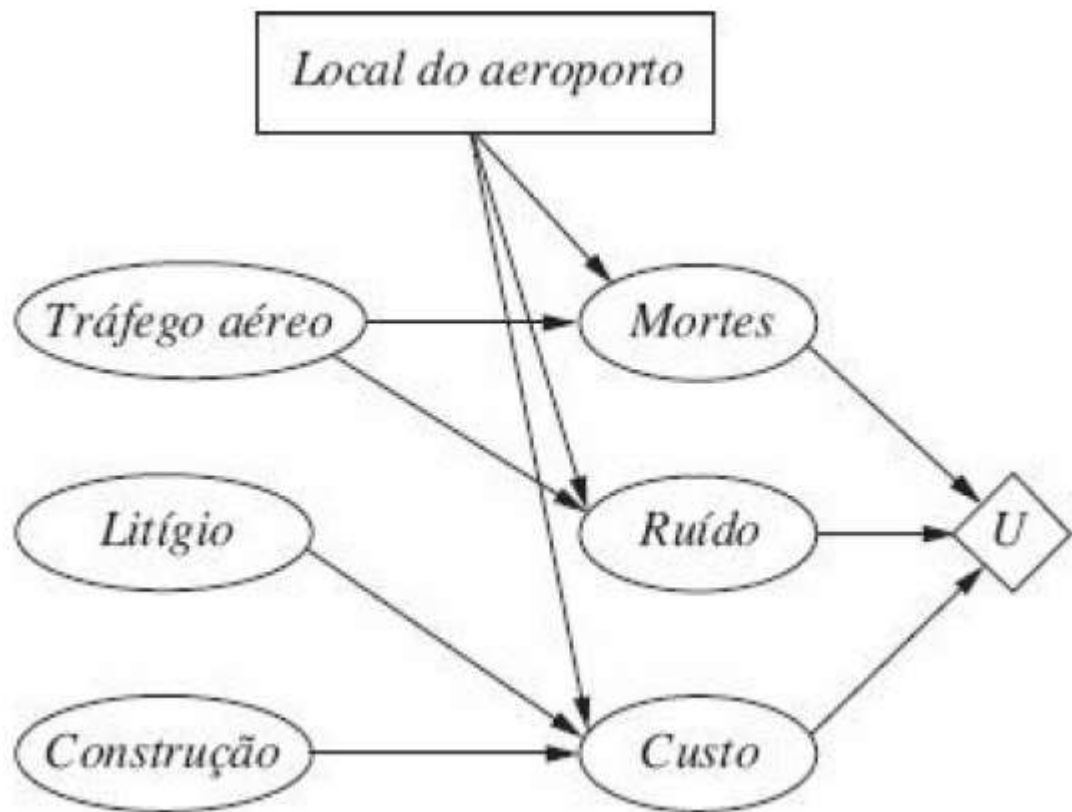 Local do aeroporto
Tráfego aéreo
Mortes
Litígio
Ruído
U
Construção
Custo